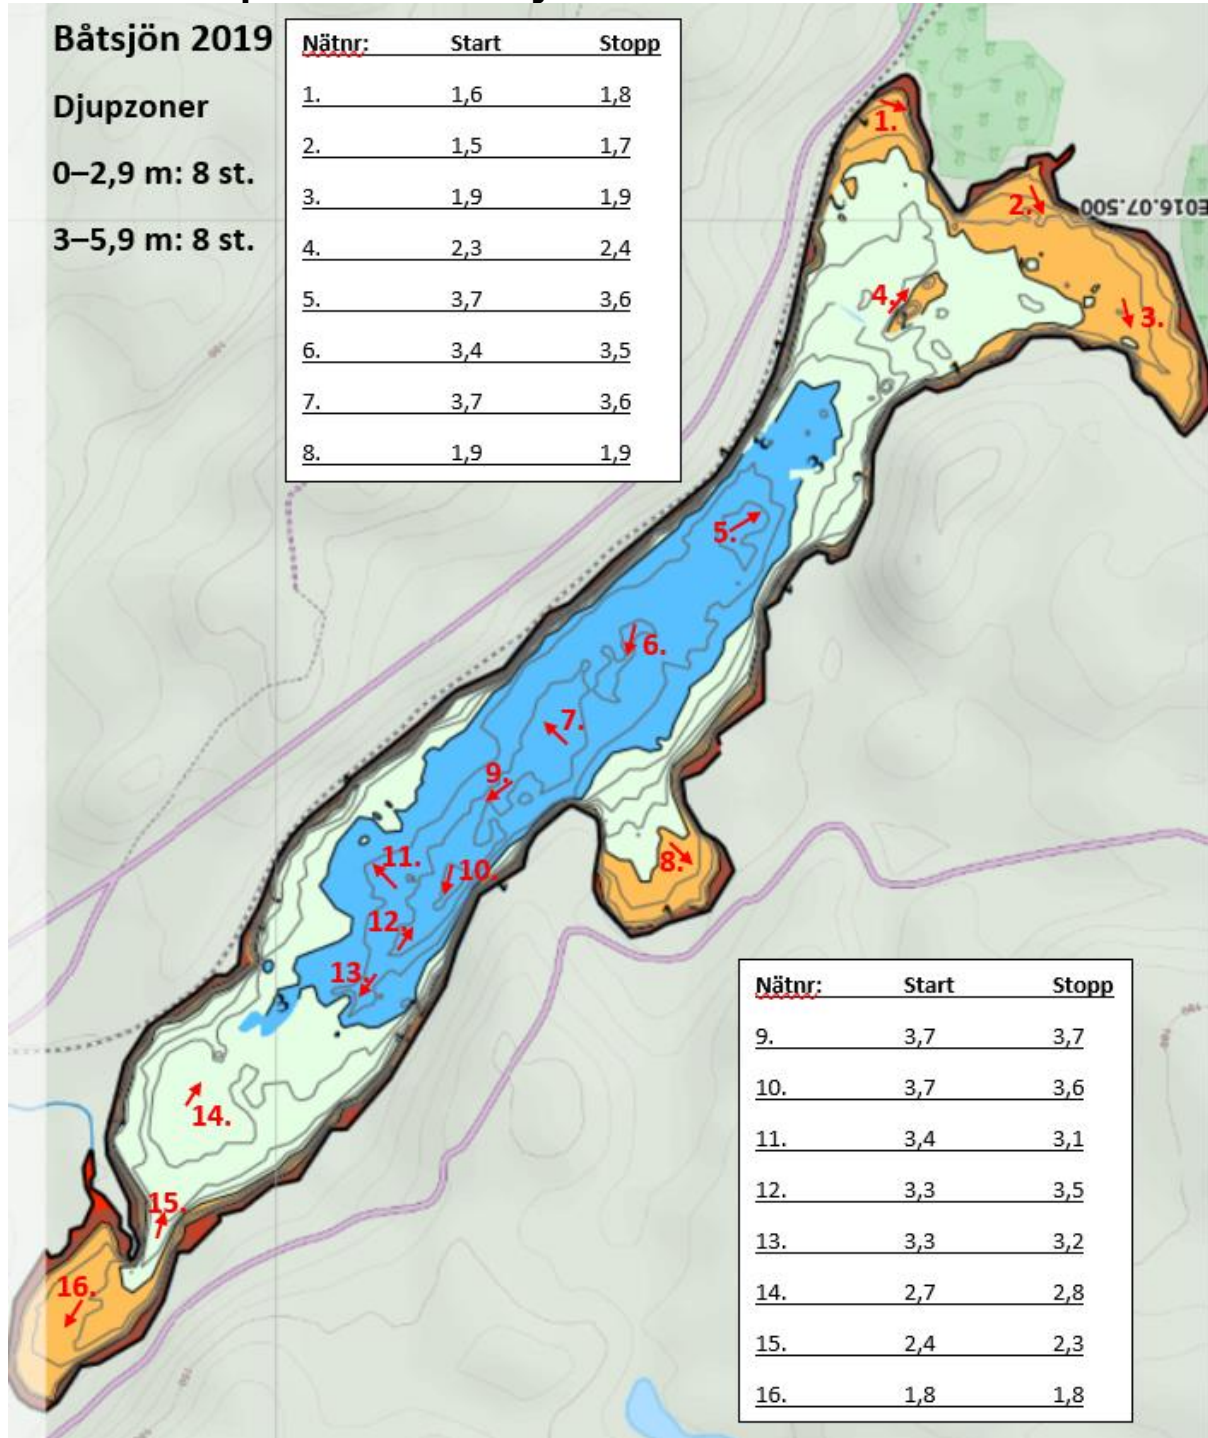 Båtsjön 2019
Djupzoner
0–2,9 m: 8 st.
3–5,9 m: 8 st.
Nätnr: Start Stopp
1. 1,6 1,8
2. 1,5 1,7
3. 1,9 1,9
4. 2,3 2,4
5. 3,7 3,6
6. 3,4 3,5
7. 3,7 3,6
8. 1,9 1,9
1.
2.
E016.07.500
3.
4.
3
3
5.
6.
7.
9.
8.
11.
10.
12.
13.
3
14.
15.
16.
Nätnr: Start Stopp
9. 3,7 3,7
10. 3,7 3,6
11. 3,4 3,1
12. 3,3 3,5
13. 3,3 3,2
14. 2,7 2,8
15. 2,4 2,3
16. 1,8 1,8